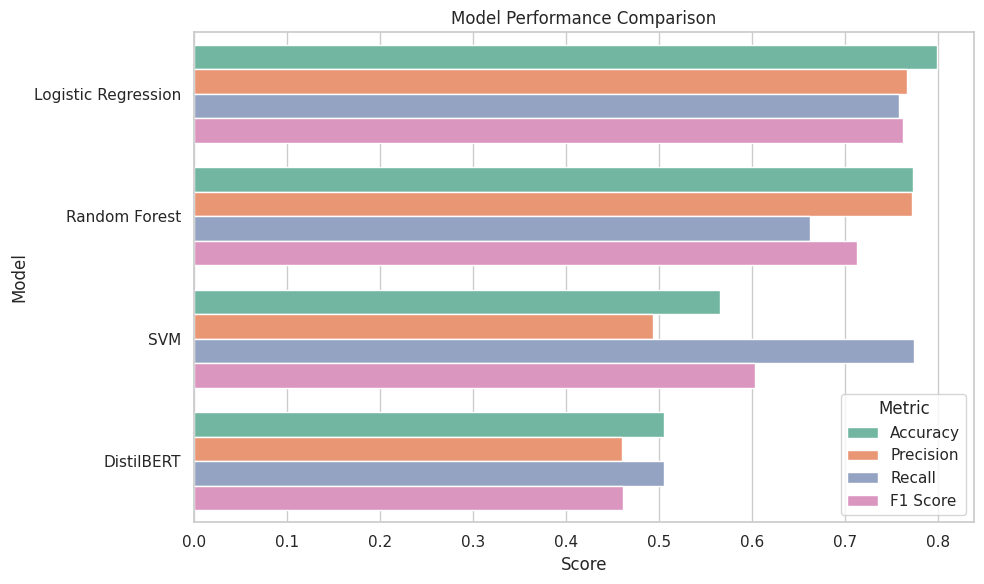 Model Performance Comparison
Model
Logistic Regression
Random Forest
SVM
DistilBERT
Metric
Accuracy
Precision
Recall
F1 Score
0.0 0.1 0.2 0.3 0.4 0.5 0.6 0.7 0.8
Score